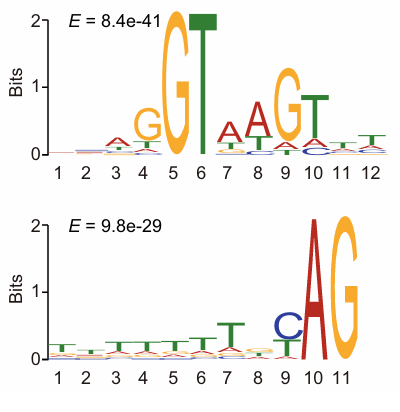 E = 8.4e-41
Bits
2
1
0
A G G T A A G T
1 2 3 4 5 6 7 8 9 10 11 12
E = 9.8e-29
Bits
2
1
0
T C A G
1 2 3 4 5 6 7 8 9 10 11